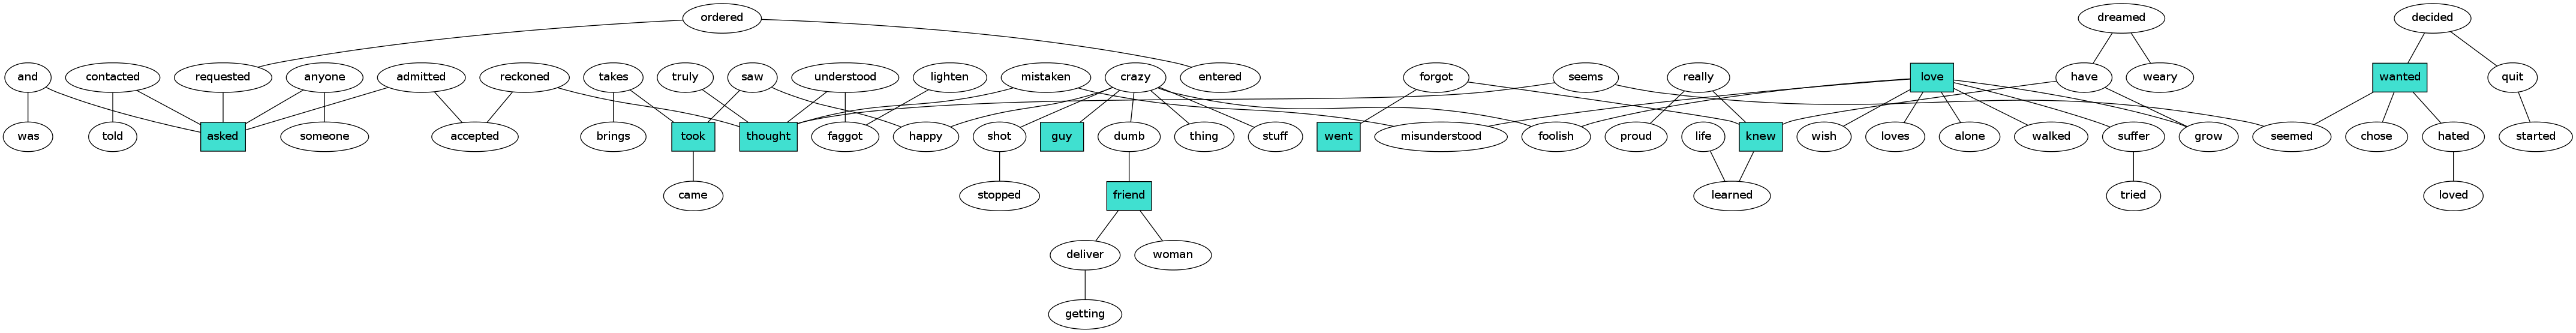 ordered dreamed decided
and contacted requested anyone admitted reckoned takes truly saw understood lighten mistaken crazy entered forgot seems really love have weary wanted quit
was told asked someone accepted brings took thought faggot happy shot guy dumb thing stuff went misunderstood foolish proud life knew wish loves alone walked suffer grow seemed chose hated started
came stopped friend learned tried loved
deliver woman
getting